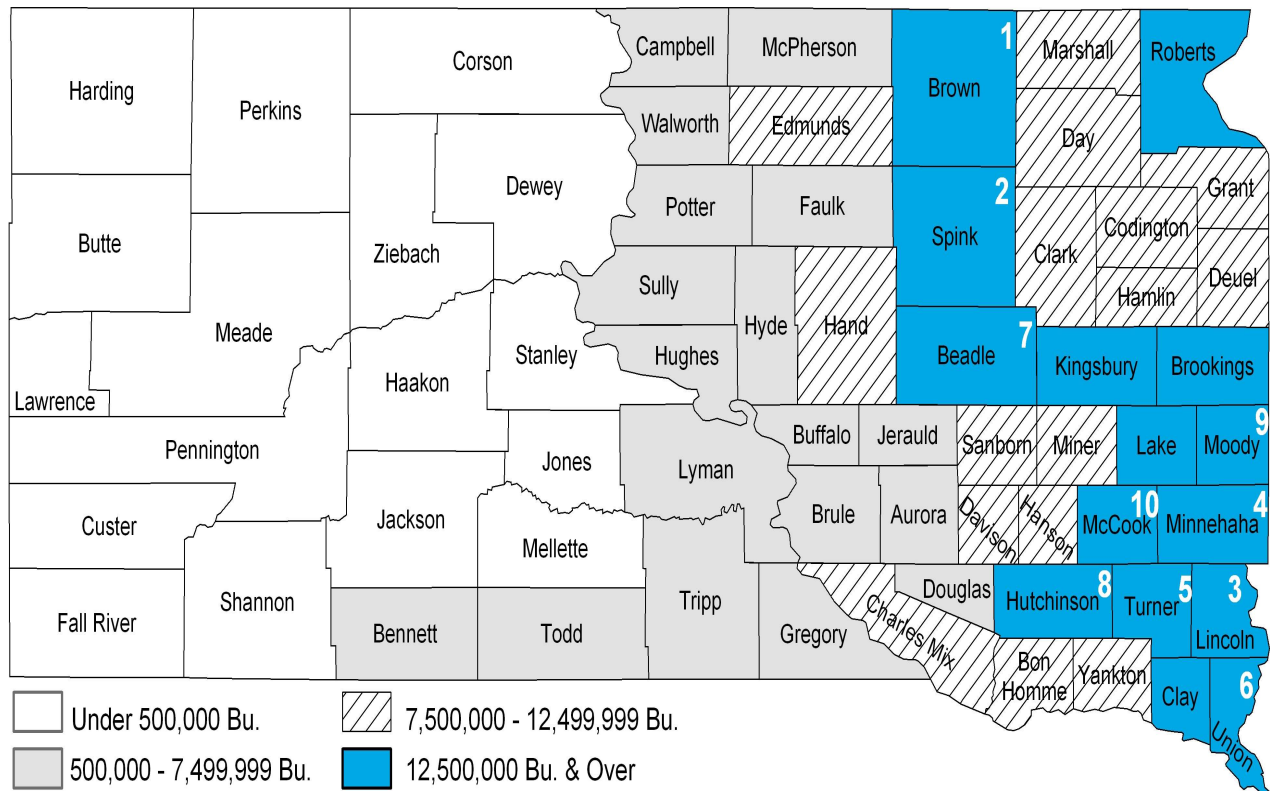 Harding
Perkins
Corson
Campbell
McPherson
1
Brown
Marshall
Roberts
Walworth
Edmunds
Day
Dewey
Butte
Ziebach
Potter
Faulk
2
Spink
Grant
Codington
Clark
Deuel
Hamlin
Sully
Hyde
Hand
Meade
Stanley
Hughes
Beadle
7
Kingsbury
Brookings
Haakon
Lawrence
Pennington
Jones
Lyman
Buffalo
Jerauld
Sanborn
Miner
Lake
9
Moody
Custer
Jackson
Mellette
Brule
Aurora
Davison
Hanson
10
McCook
4
Minnehaha
Fall River
Shannon
Bennett
Todd
Tripp
Gregory
Charles Mix
Douglas
8
Hutchinson
5
Turner
3
Lincoln
Bon
Homme
Yankton
Clay
6
Union
Under 500,000 Bu.
7,500,000 - 12,499,999 Bu.
500,000 - 7,499,999 Bu.
12,500,000 Bu. & Over